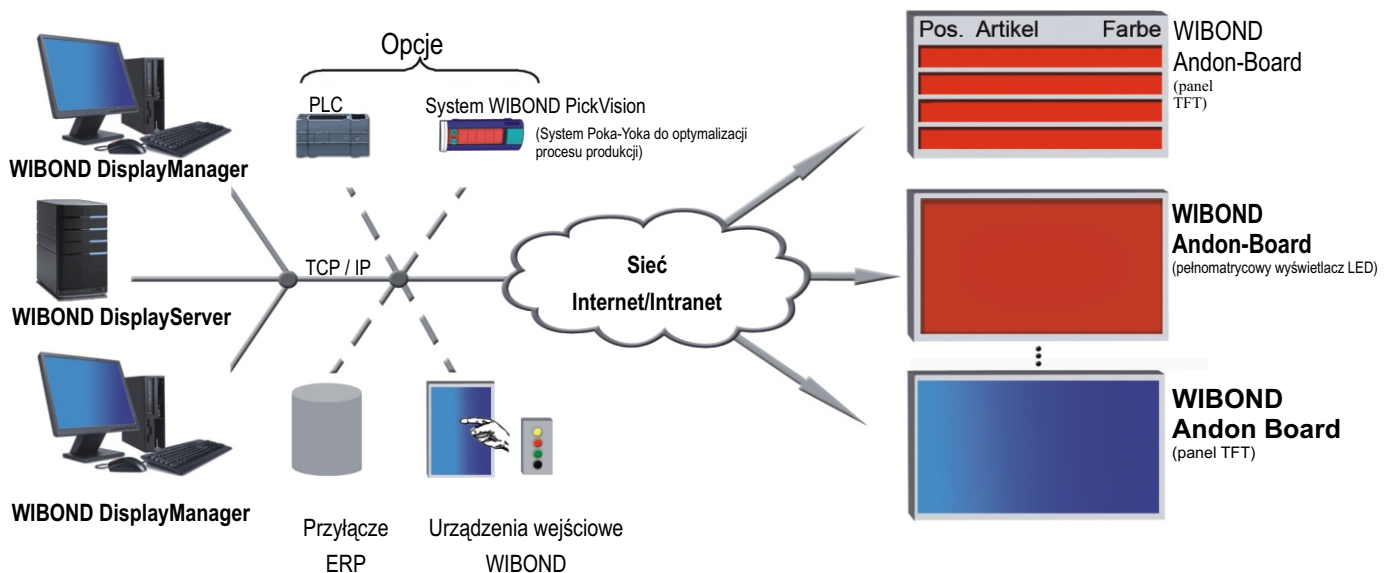 Opcje
PLC
System WIBOND PickVision
(System Poka-Yoka do optymalizacji
procesu produkcji)
WIBOND DisplayManager
TCP / IP
WIBOND DisplayServer
WIBOND DisplayManager
Przyłącze
ERP
Urządzenia wejściowe
WIBOND
Sieć
Internet/Intranet
Pos. Artikel Farbe
WIBOND
Andon-Board
(panel
TFT)
WIBOND
Andon-Board
(pełnomatrycowy wyświetlacz LED)
WIBOND
Andon Board
(panel TFT)